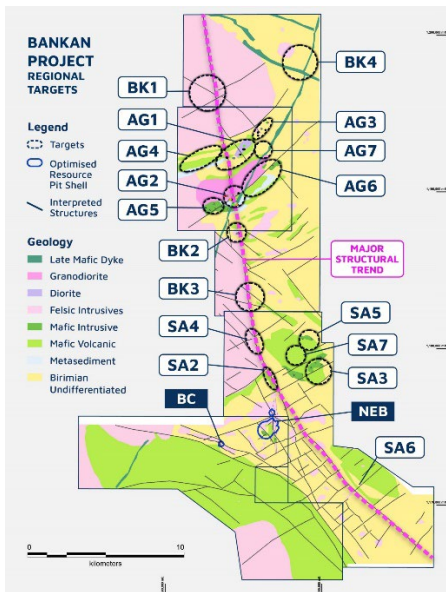 BANKAN
PROJECT
REGIONAL
TARGETS
BK4
BK1
Legend
Targets
Optimised
Resource
Pit Shell
Interpreted
Structures
Geology
Late Mafic Dyke
Granodiorite
Diorite
Felsic Intrusives
Mafic Intrusive
Mafic Volcanic
Metasediment
Birimian
Undifferentiated
AG1
AG3
AG4
AG7
AG2
AG6
AG5
BK2
MAJOR
STRUCTURAL
TREND
BK3
SA5
SA4
SA7
SA2
SA3
BC
NEB
SA6
0
10
kilometers